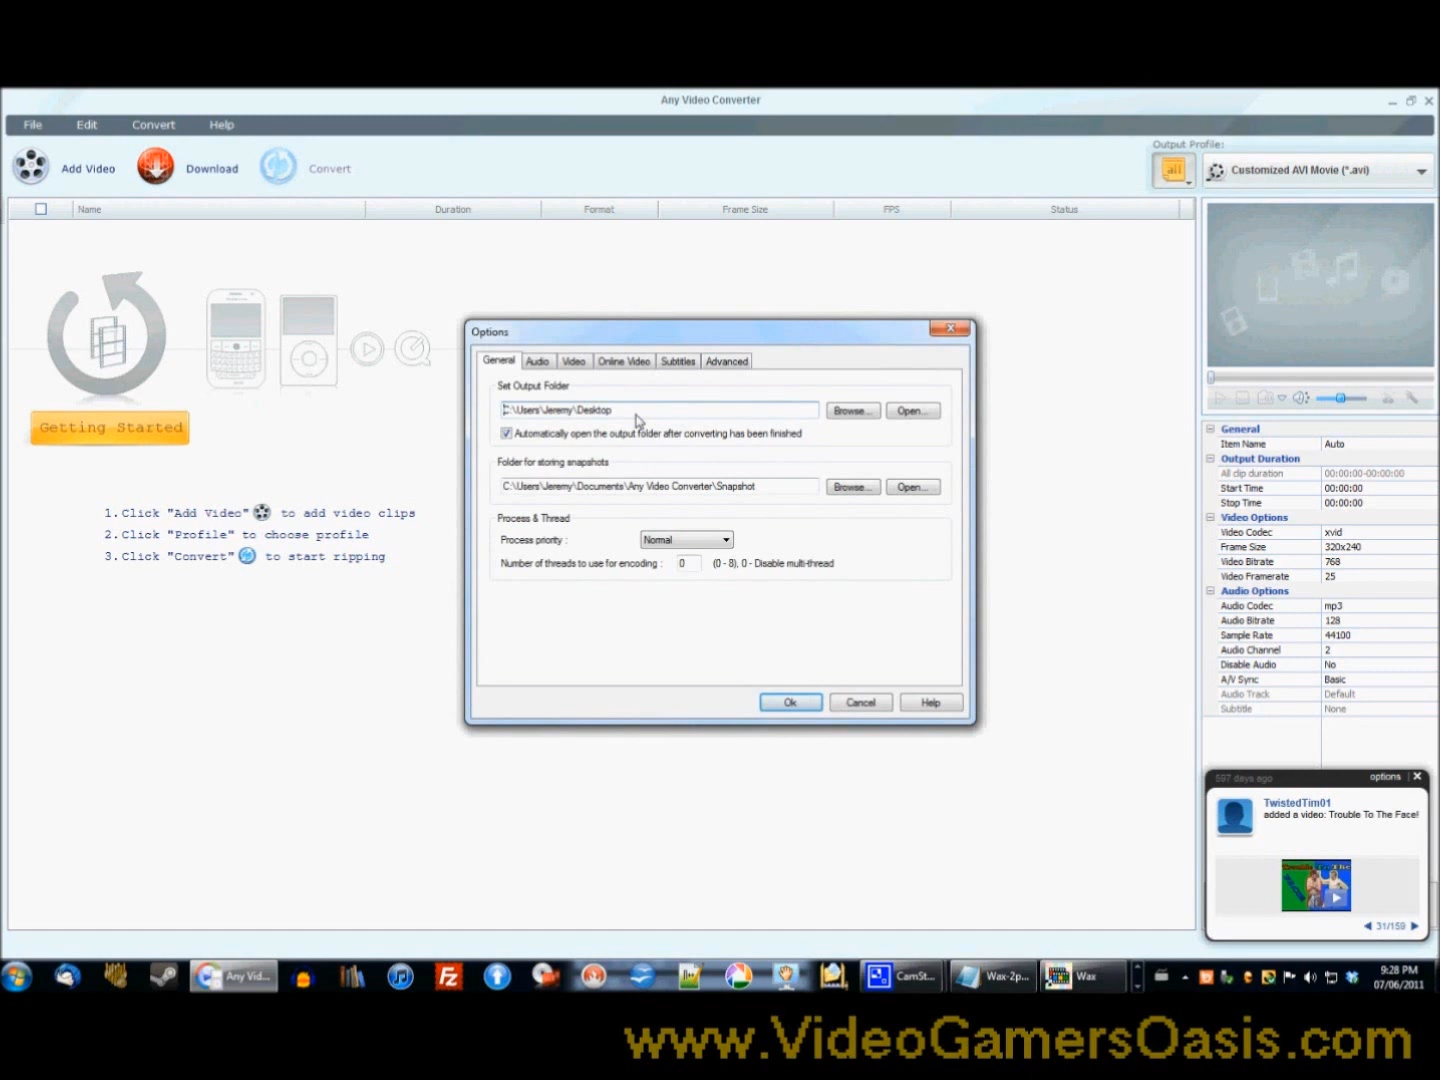 Any Video Converter
File Edit Convert Help
Output Profile:
Add Video Download Convert
all Customized AVI Movie (*.avi)
Name Duration Format Frame Size FPS Status
Getting Started
1.Click "Add Video" to add video clips
2.Click "Profile" to choose profile
3.Click "Convert" to start ripping
Options
General Audio Video Online Video Subtitles Advanced
Set Output Folder
C:\Users\Jeremy\Desktop Browse... Open...
Automatically open the output folder after converting has been finished
Folder for storing snapshots
C:\Users\Jeremy\Documents\Any Video Converter\Snapshot Browse... Open...
Process & Thread
Process priority : Normal
Number of threads to use for encoding : 0 (0 - 8), 0 - Disable multi-thread
Ok Cancel Help
General
Item Name Auto
Output Duration
All clip duration 00:00:00-00:00:00
Start Time 00:00:00
Stop Time 00:00:00
Video Options
Video Codec xvid
Frame Size 320x240
Video Bitrate 768
Video Framerate 25
Audio Options
Audio Codec mp3
Audio Bitrate 128
Sample Rate 44100
Audio Channel 2
Disable Audio No
A/V Sync Basic
Audio Track Default
Subtitle None
597 days ago options
TwistedTim01
added a video: Trouble To The Face!
31/159
Any Vid... Fz CamSt... Wax-2p... Wax
9:28 PM
07/06/2011
www.VideoGamersOasis.com